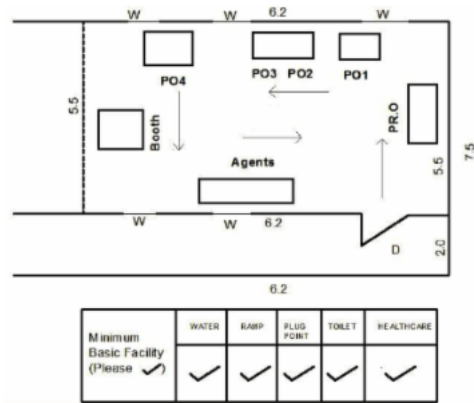 6.2
W W W
PO4 PO3 PO2 PO1
5.5
Booth
PR.O
7.5
Agents
5.5
W W 6.2
D
2.0
6.2
Minimum
Basic Facility
(Please ✓)
WATER
RAMP
PLUG
POINT
TOILET
HEALTHCARE
✓ ✓ ✓ ✓ ✓